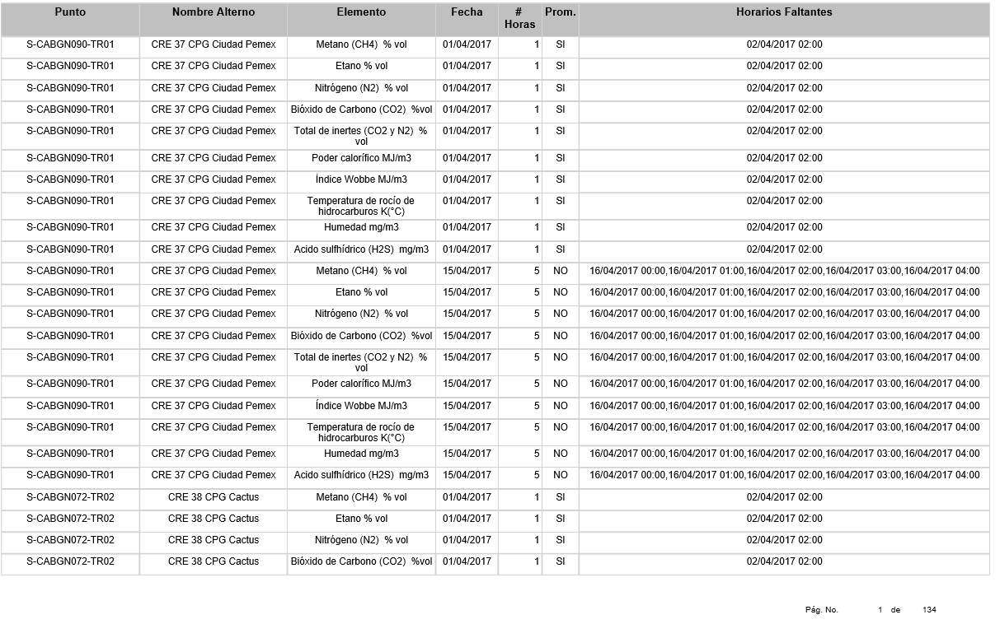 Punto Nombre Alterno Elemento Fecha # Horas Prom. Horarios Faltantes
S-CABGN090-TR01 CRE 37 CPG Ciudad Pemex Metano (CH4) % vol 01/04/2017 1 SI 02/04/2017 02:00
S-CABGN090-TR01 CRE 37 CPG Ciudad Pemex Etano % vol 01/04/2017 1 SI 02/04/2017 02:00
S-CABGN090-TR01 CRE 37 CPG Ciudad Pemex Nitrógeno (N2) % vol 01/04/2017 1 SI 02/04/2017 02:00
S-CABGN090-TR01 CRE 37 CPG Ciudad Pemex Bióxido de Carbono (CO2) %vol 01/04/2017 1 SI 02/04/2017 02:00
S-CABGN090-TR01 CRE 37 CPG Ciudad Pemex Total de inertes (CO2 y N2) % vol 01/04/2017 1 SI 02/04/2017 02:00
S-CABGN090-TR01 CRE 37 CPG Ciudad Pemex Poder calorífico MJ/m3 01/04/2017 1 SI 02/04/2017 02:00
S-CABGN090-TR01 CRE 37 CPG Ciudad Pemex Índice Wobbe MJ/m3 01/04/2017 1 SI 02/04/2017 02:00
S-CABGN090-TR01 CRE 37 CPG Ciudad Pemex Temperatura de rocío de hidrocarburos K(°C) 01/04/2017 1 SI 02/04/2017 02:00
S-CABGN090-TR01 CRE 37 CPG Ciudad Pemex Humedad mg/m3 01/04/2017 1 SI 02/04/2017 02:00
S-CABGN090-TR01 CRE 37 CPG Ciudad Pemex Acido sulfhídrico (H2S) mg/m3 01/04/2017 1 SI 02/04/2017 02:00
S-CABGN090-TR01 CRE 37 CPG Ciudad Pemex Metano (CH4) % vol 15/04/2017 5 NO 16/04/2017 00:00,16/04/2017 01:00,16/04/2017 02:00,16/04/2017 03:00,16/04/2017 04:00
S-CABGN090-TR01 CRE 37 CPG Ciudad Pemex Etano % vol 15/04/2017 5 NO 16/04/2017 00:00,16/04/2017 01:00,16/04/2017 02:00,16/04/2017 03:00,16/04/2017 04:00
S-CABGN090-TR01 CRE 37 CPG Ciudad Pemex Nitrógeno (N2) % vol 15/04/2017 5 NO 16/04/2017 00:00,16/04/2017 01:00,16/04/2017 02:00,16/04/2017 03:00,16/04/2017 04:00
S-CABGN090-TR01 CRE 37 CPG Ciudad Pemex Bióxido de Carbono (CO2) %vol 15/04/2017 5 NO 16/04/2017 00:00,16/04/2017 01:00,16/04/2017 02:00,16/04/2017 03:00,16/04/2017 04:00
S-CABGN090-TR01 CRE 37 CPG Ciudad Pemex Total de inertes (CO2 y N2) % vol 15/04/2017 5 NO 16/04/2017 00:00,16/04/2017 01:00,16/04/2017 02:00,16/04/2017 03:00,16/04/2017 04:00
S-CABGN090-TR01 CRE 37 CPG Ciudad Pemex Poder calorífico MJ/m3 15/04/2017 5 NO 16/04/2017 00:00,16/04/2017 01:00,16/04/2017 02:00,16/04/2017 03:00,16/04/2017 04:00
S-CABGN090-TR01 CRE 37 CPG Ciudad Pemex Índice Wobbe MJ/m3 15/04/2017 5 NO 16/04/2017 00:00,16/04/2017 01:00,16/04/2017 02:00,16/04/2017 03:00,16/04/2017 04:00
S-CABGN090-TR01 CRE 37 CPG Ciudad Pemex Temperatura de rocío de hidrocarburos K(°C) 15/04/2017 5 NO 16/04/2017 00:00,16/04/2017 01:00,16/04/2017 02:00,16/04/2017 03:00,16/04/2017 04:00
S-CABGN090-TR01 CRE 37 CPG Ciudad Pemex Humedad mg/m3 15/04/2017 5 NO 16/04/2017 00:00,16/04/2017 01:00,16/04/2017 02:00,16/04/2017 03:00,16/04/2017 04:00
S-CABGN090-TR01 CRE 37 CPG Ciudad Pemex Acido sulfhídrico (H2S) mg/m3 15/04/2017 5 NO 16/04/2017 00:00,16/04/2017 01:00,16/04/2017 02:00,16/04/2017 03:00,16/04/2017 04:00
S-CABGN072-TR02 CRE 38 CPG Cactus Metano (CH4) % vol 01/04/2017 1 SI 02/04/2017 02:00
S-CABGN072-TR02 CRE 38 CPG Cactus Etano % vol 01/04/2017 1 SI 02/04/2017 02:00
S-CABGN072-TR02 CRE 38 CPG Cactus Nitrógeno (N2) % vol 01/04/2017 1 SI 02/04/2017 02:00
S-CABGN072-TR02 CRE 38 CPG Cactus Bióxido de Carbono (CO2) %vol 01/04/2017 1 SI 02/04/2017 02:00
Pág. No. 1 de 134